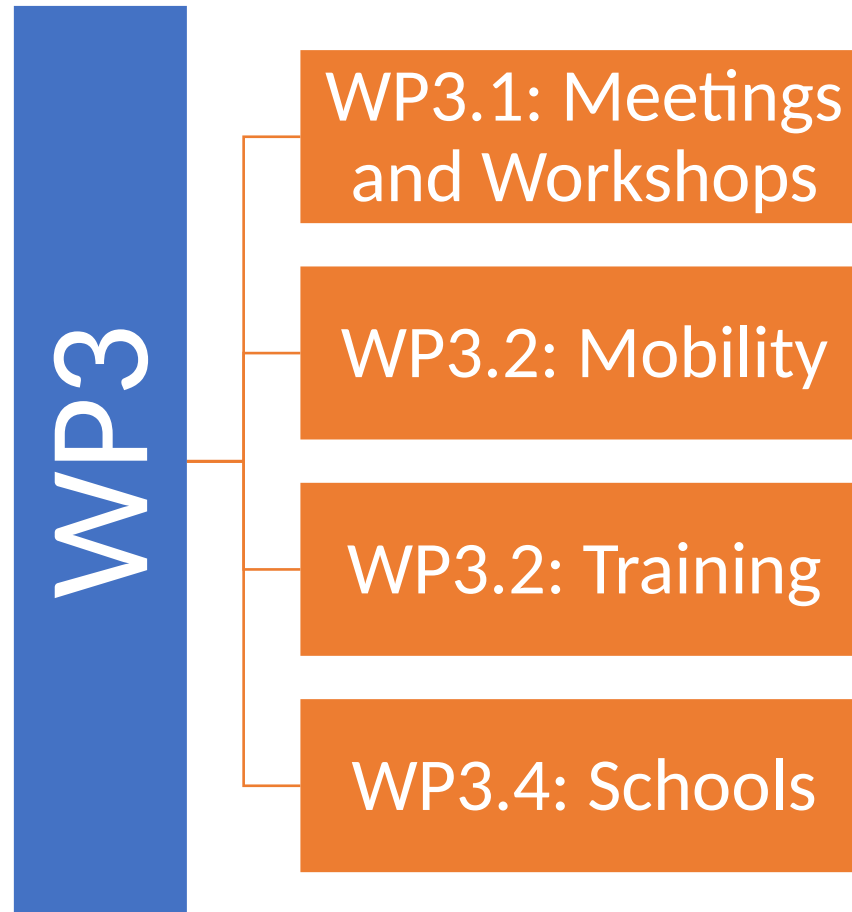 WP3
WP3.1: Meetings
and Workshops
WP3.2: Mobility
WP3.2: Training
WP3.4: Schools